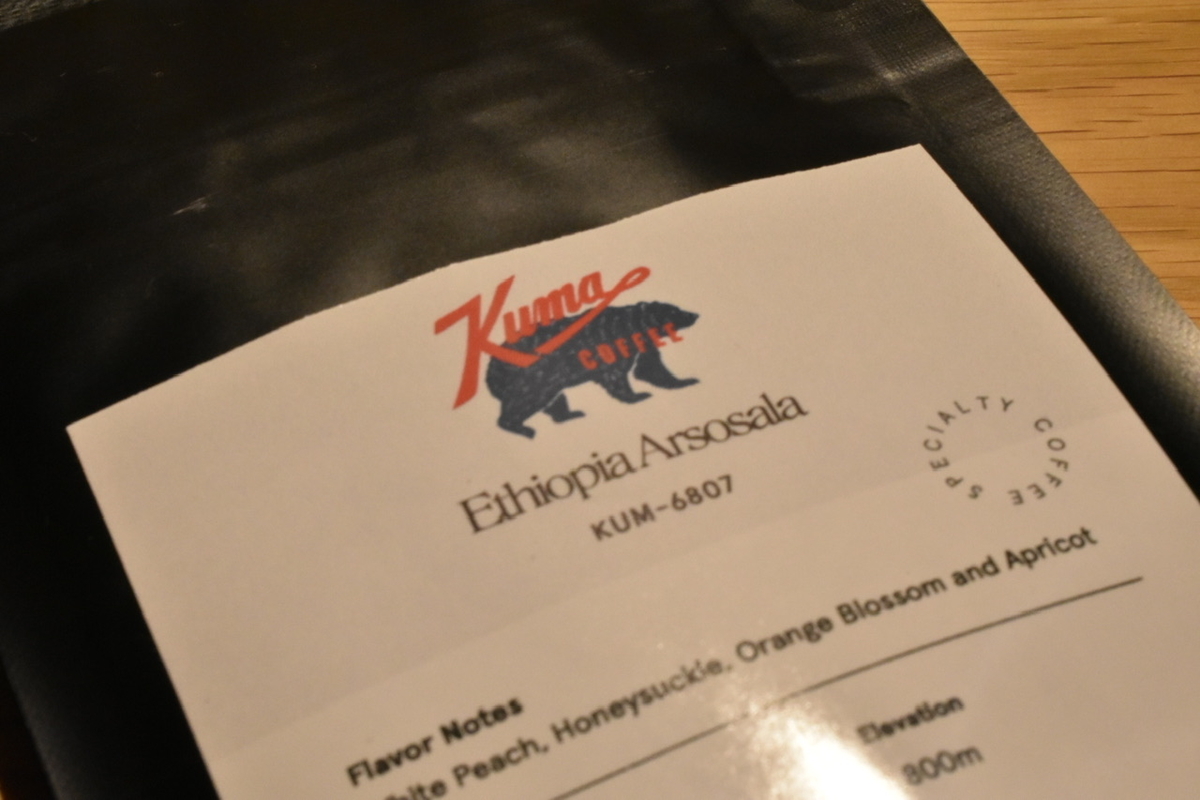 Kuma
COFFEE
Ethiopia Arsosala
KUM-6807
SPECIALTY COFFEE
Flavor Notes
Peach, Honeysuckle, Orange Blossom and Apricot
Elevation